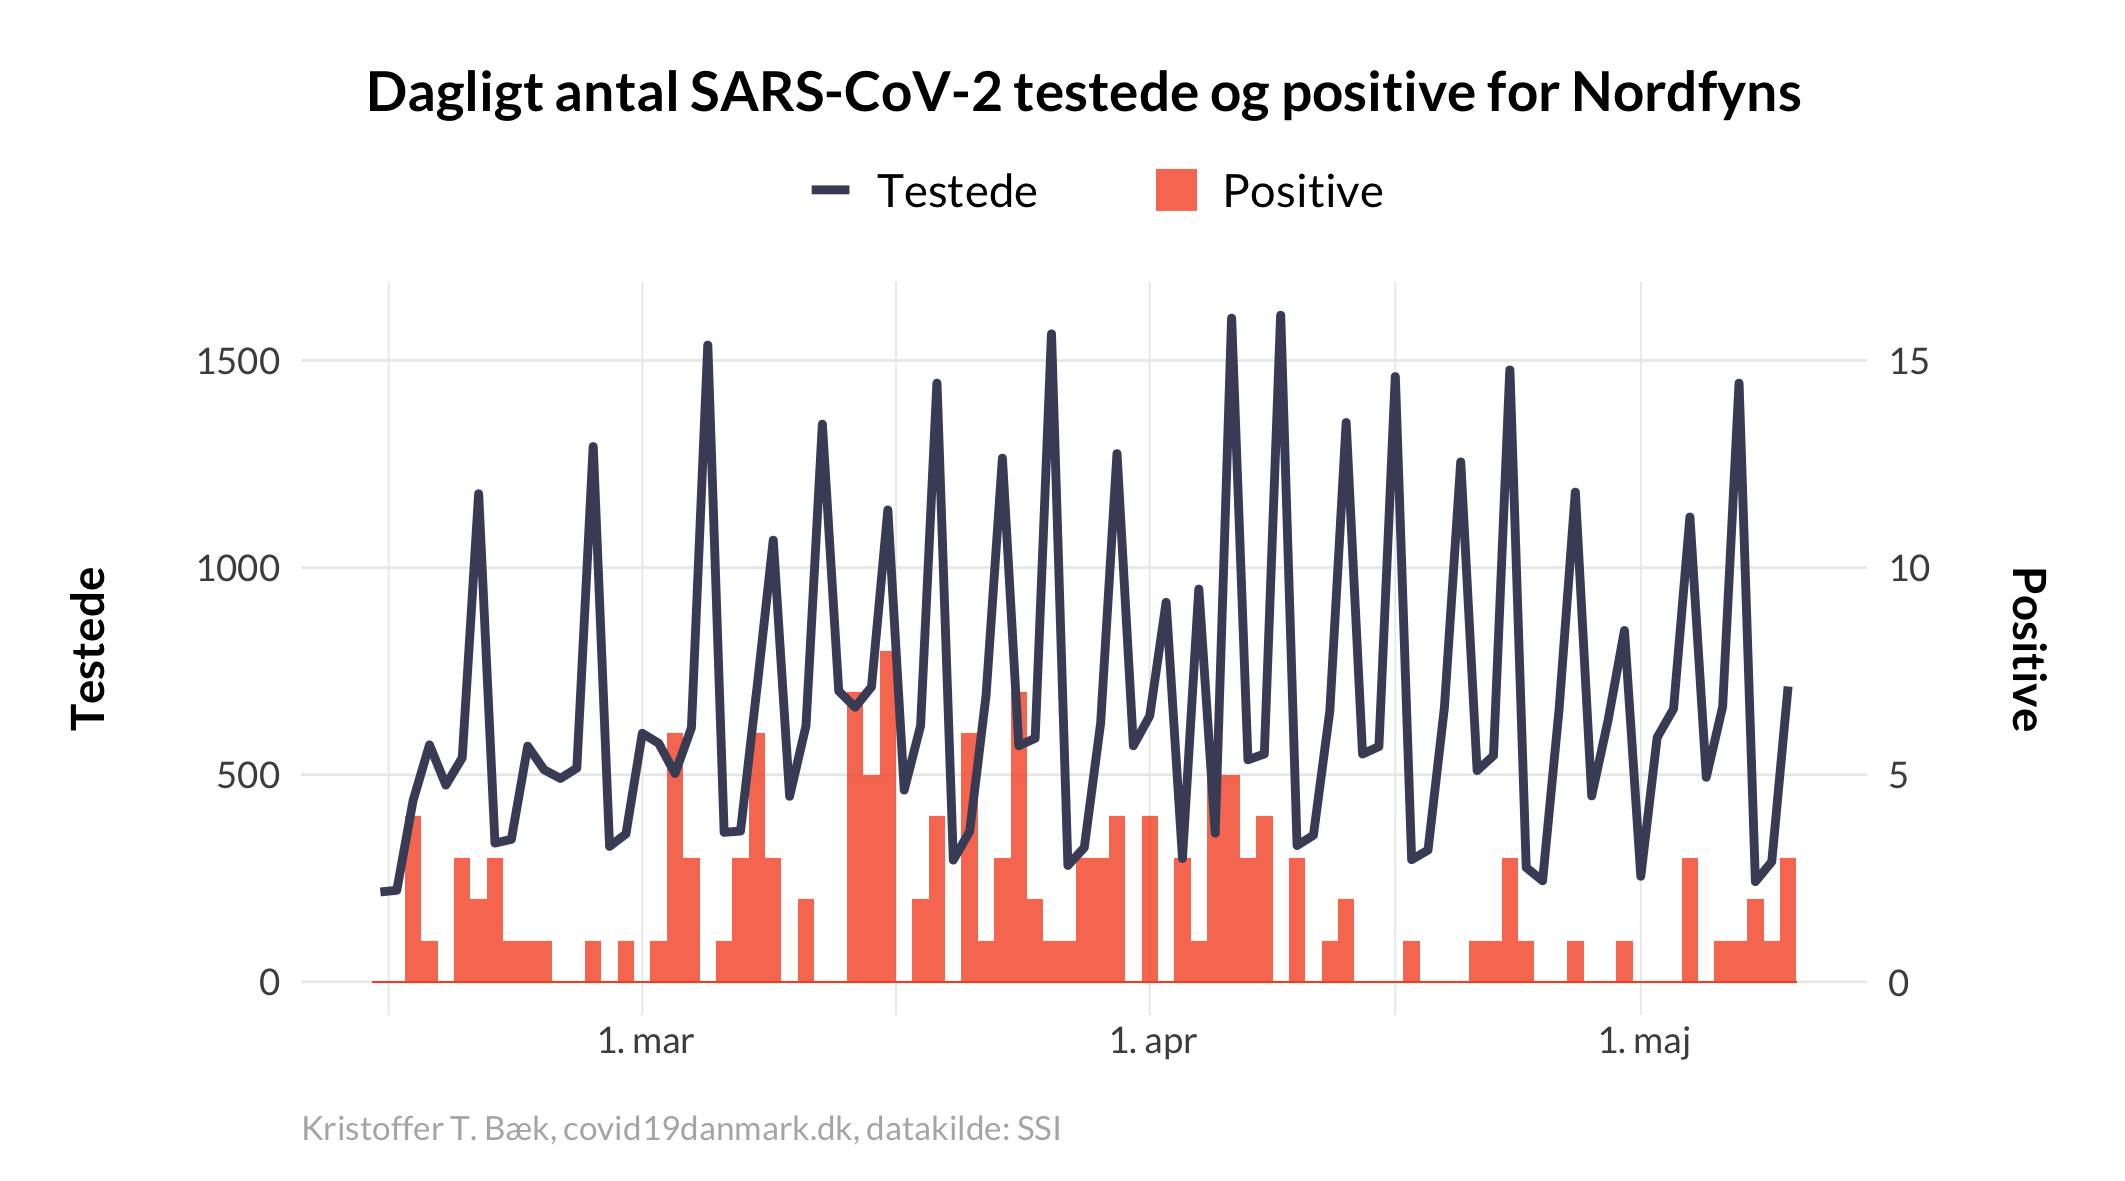 Dagligt antal SARS-CoV-2 testede og positive for Nordfyns
Testede Positive
1500 15
1000 10
Testede
Positive
500 5
0 0
1. mar 1. apr 1. maj
Kristoffer T. Bæk, covid19danmark.dk, datakilde: SSI